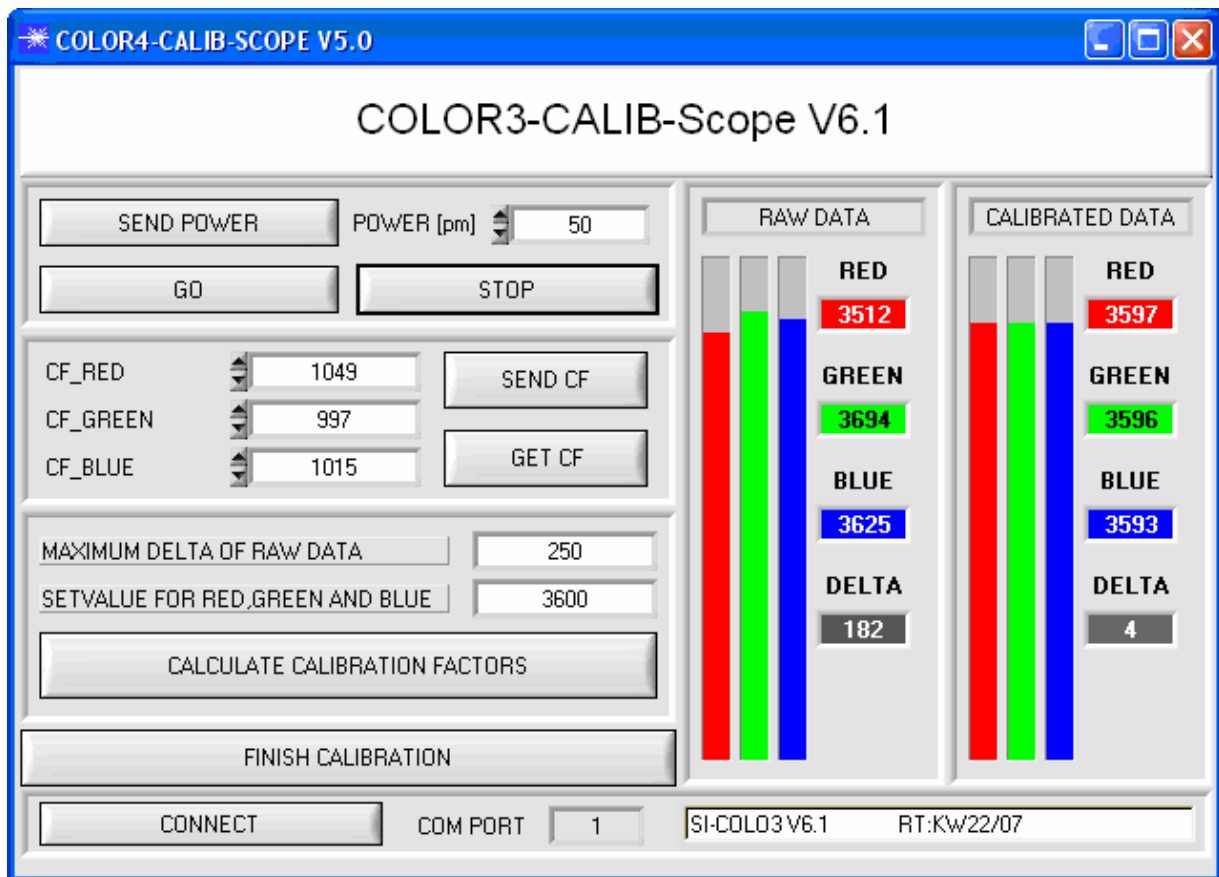 COLOR4-CALIB-SCOPE V5.0
COLOR3-CALIB-Scope V6.1
SEND POWER
POWER [pm]
50
GO
STOP
CF_RED
1049
SEND CF
CF_GREEN
997
CF_BLUE
1015
GET CF
MAXIMUM DELTA OF RAW DATA
250
SETVALUE FOR RED,GREEN AND BLUE
3600
CALCULATE CALIBRATION FACTORS
FINISH CALIBRATION
RAW DATA
RED
3512
GREEN
3694
BLUE
3625
DELTA
182
CALIBRATED DATA
RED
3597
GREEN
3596
BLUE
3593
DELTA
4
CONNECT
COM PORT
1
SI-COLO3 V6.1 RT:KW22/07